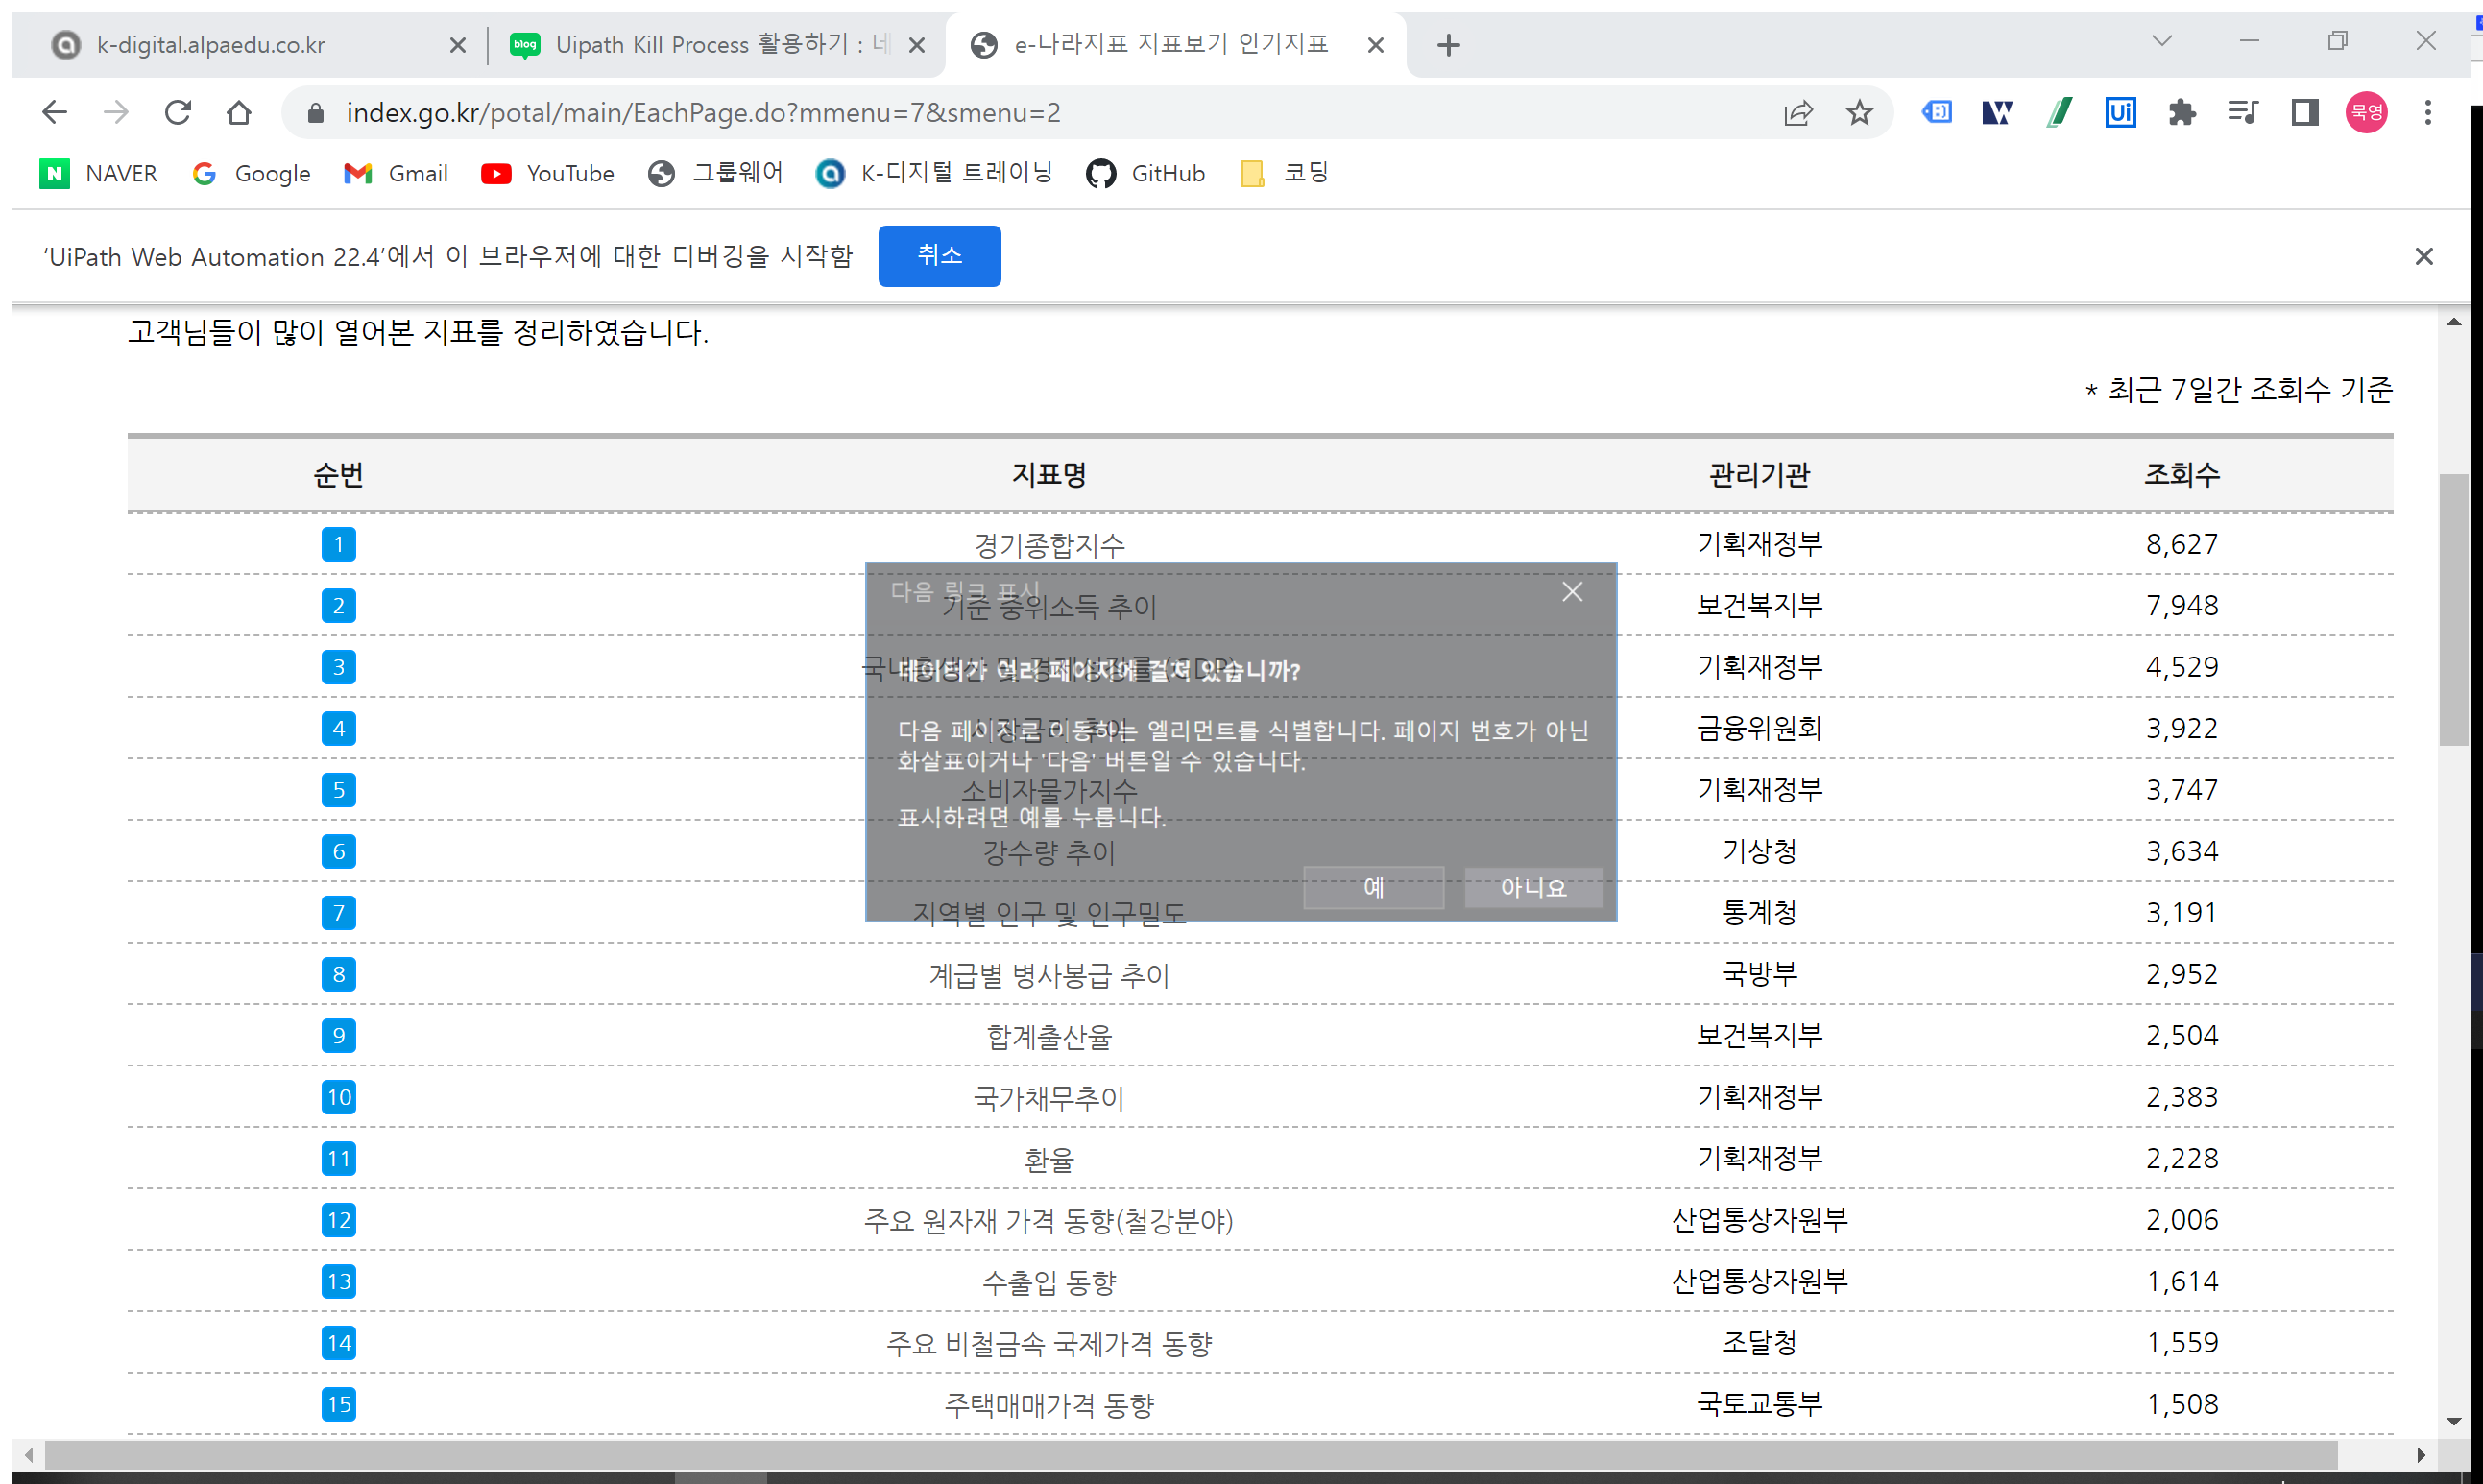 k-digital.alpaedu.co.kr
blog Uipath Kill Process 활용하기 : 네
e-나라지표 지표보기 인기지표
index.go.kr/potal/main/EachPage.do?mmenu=7&smenu=2
Ui
묵영
NAVER Google Gmail YouTube 그룹웨어 K-디지털 트레이닝 GitHub 코딩
'UiPath Web Automation 22.4'에서 이 브라우저에 대한 디버깅을 시작함 취소
고객님들이 많이 열어본 지표를 정리하였습니다.
* 최근 7일간 조회수 기준
순번 지표명 관리기관 조회수
1 경기종합지수 기획재정부 8,627
다음 링크 표시
2 기준 중위소득 추이 보건복지부 7,948
3 국내총생산 및 경제성장률 (GDP) 기획재정부 4,529
데이터가 여러 페이지에 걸쳐 있습니까?
4 시장금리 추이 금융위원회 3,922
다음 페이지로 이동하는 엘리먼트를 식별합니다. 페이지 번호가 아닌
화살표이거나 '다음' 버튼일 수 있습니다.
5 소비자물가지수 기획재정부 3,747
표시하려면 예를 누릅니다.
6 강수량 추이 기상청 3,634
예 아니요
7 지역별 인구 및 인구밀도 통계청 3,191
8 계급별 병사봉급 추이 국방부 2,952
9 합계출산율 보건복지부 2,504
10 국가채무추이 기획재정부 2,383
11 환율 기획재정부 2,228
12 주요 원자재 가격 동향(철강분야) 산업통상자원부 2,006
13 수출입 동향 산업통상자원부 1,614
14 주요 비철금속 국제가격 동향 조달청 1,559
15 주택매매가격 동향 국토교통부 1,508